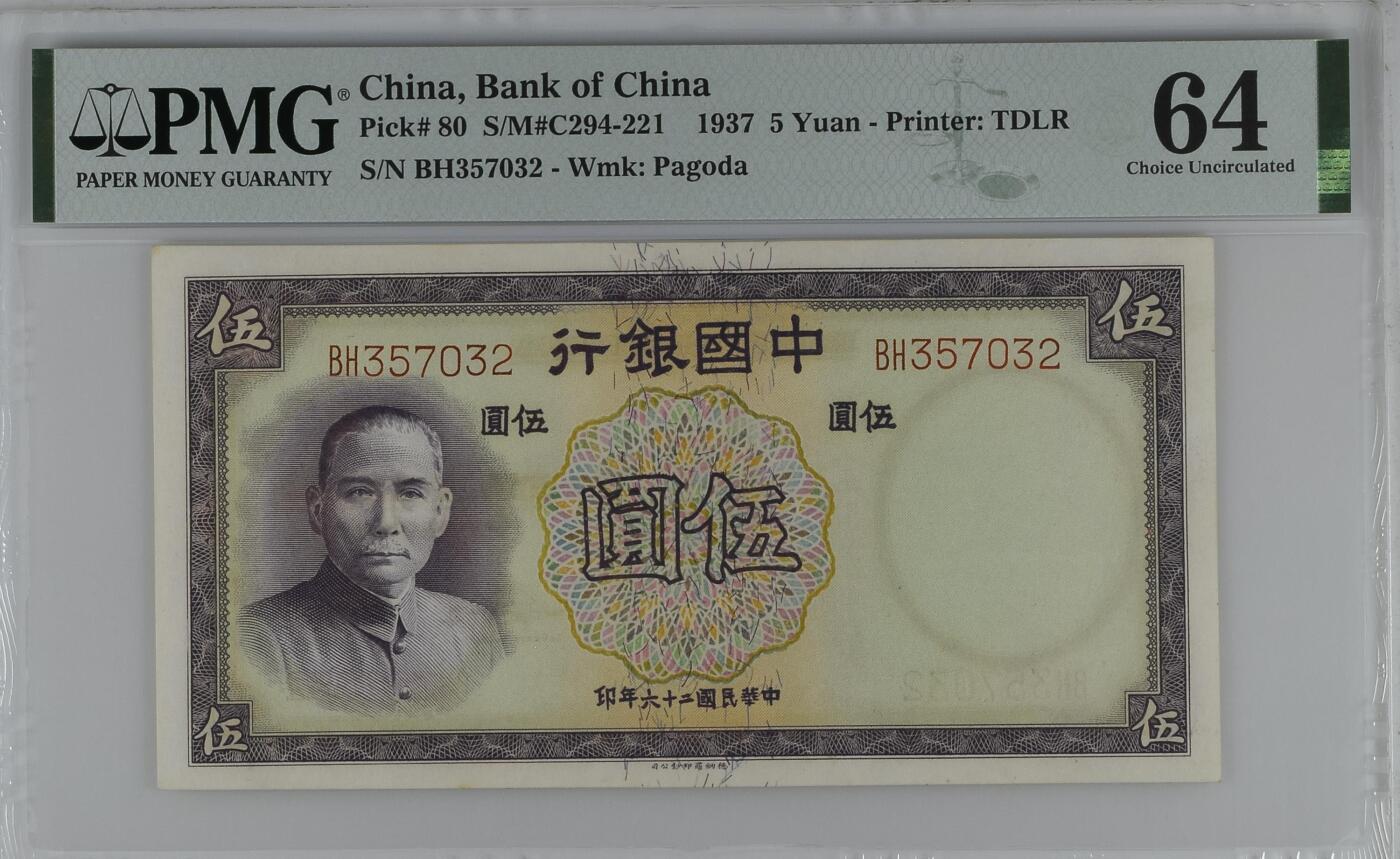 PMG® China, Bank of China
Pick# 80 S/M#C294-221 1937 5 Yuan - Printer: TDLR
S/N BH357032 - Wmk: Pagoda
PAPER MONEY GUARANTY
64
Choice Uncirculated
伍
伍
BH357032
中國銀行
BH357032
伍圓
伍圓
伍圓
中華民國二十六年印
伍
伍